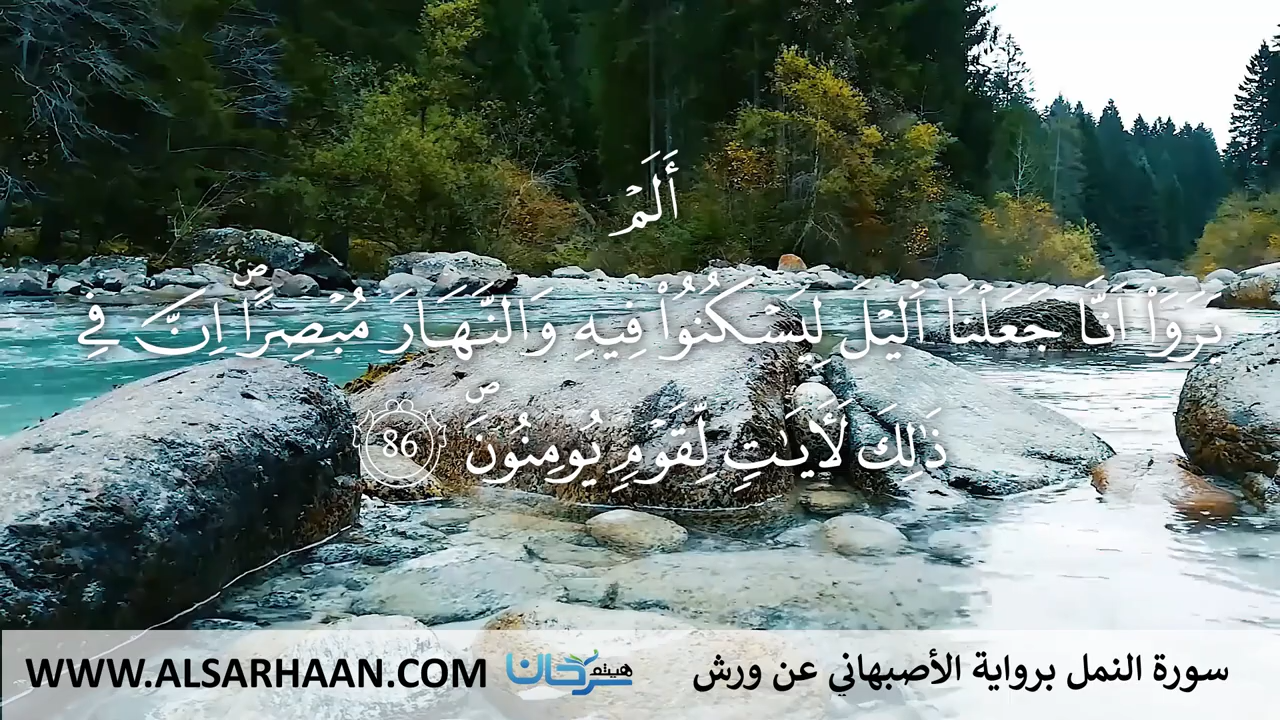 أَلَمْ
يَرَوَاْ اَنَّا جَعَلْنَا اَليْلَ لِيَسْكُنُواْ فِيهِ وَالنَّهَارَ مُبْصِراًۖ اِنَّ فِے
ذَٰلِكَ لَأَيَٰتٍ لِّقَوْمٍ يُومِنُونَۖ 86
WWW.ALSARHAAN.COM هيثم سرحان سورة النمل برواية الأصبهاني عن ورش